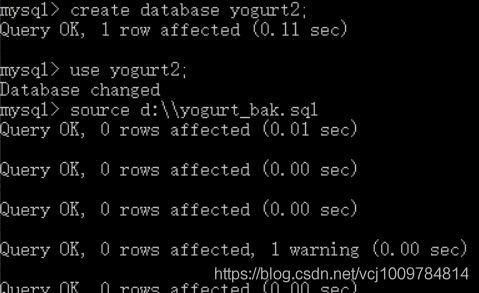 mysql> create database yogurt2;
Query OK, 1 row affected (0.11 sec)
mysql> use yogurt2;
Database changed
mysql> source d:\\yogurt_bak.sql
Query OK, 0 rows affected (0.01 sec)
Query OK, 0 rows affected (0.00 sec)
Query OK, 0 rows affected (0.00 sec)
Query OK, 0 rows affected, 1 warning (0.00 sec)
https://blog.csdn.net/vcj1009784814
Query OK, 0 rows affected (0.00 sec)